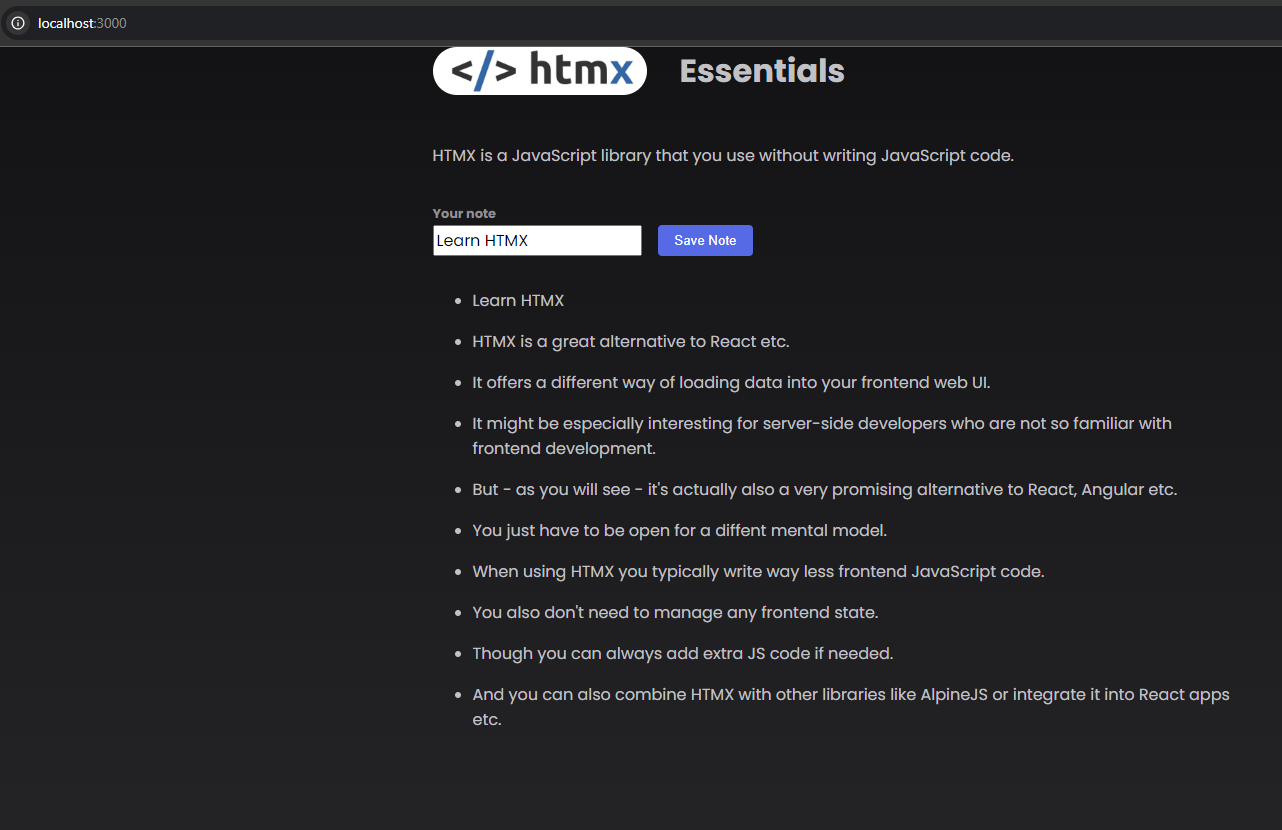 localhost:3000
</> htmx Essentials
HTMX is a JavaScript library that you use without writing JavaScript code.
Your note
Learn HTMX Save Note
• Learn HTMX
• HTMX is a great alternative to React etc.
• It offers a different way of loading data into your frontend web UI.
• It might be especially interesting for server-side developers who are not so familiar with
frontend development.
• But - as you will see - it's actually also a very promising alternative to React, Angular etc.
• You just have to be open for a diffent mental model.
• When using HTMX you typically write way less frontend JavaScript code.
• You also don't need to manage any frontend state.
• Though you can always add extra JS code if needed.
• And you can also combine HTMX with other libraries like AlpineJS or integrate it into React apps
etc.